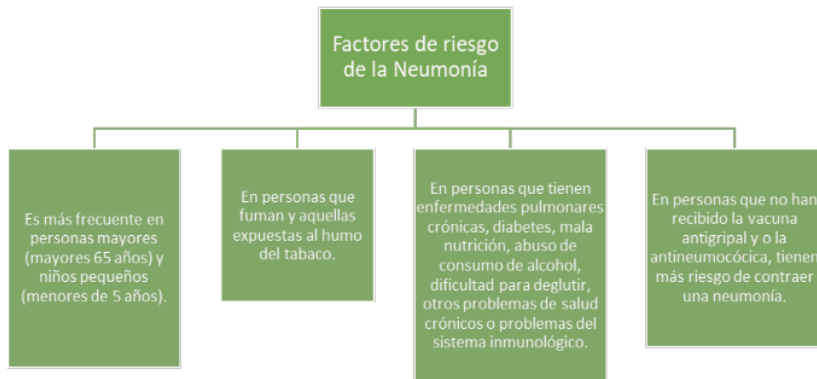 Factores de riesgo
de la Neumonía
Es más frecuente en
personas mayores
(mayores 65 años) y
niños pequeños
(menores de 5 años).
En personas que
fuman y aquellas
expuestas al humo
del tabaco.
En personas que tienen
enfermedades pulmonares
crónicas, diabetes, mala
nutrición, abuso de
consumo de alcohol,
dificultad para deglutir,
otros problemas de salud
crónicos o problemas del
sistema inmunológico.
En personas que no han
recibido la vacuna
antigripal y o la
antineumocócica, tienen
más riesgo de contraer
una neumonía.